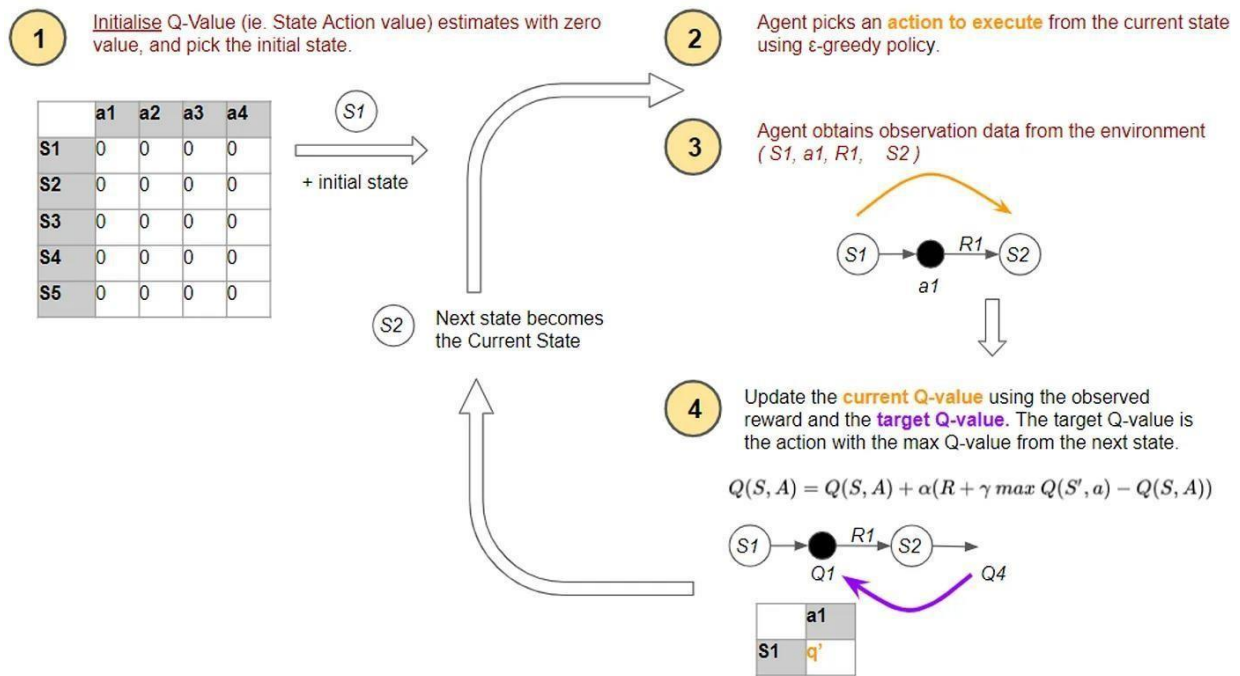 1
Initialise Q-Value (ie. State Action value) estimates with zero
value, and pick the initial state.
a1 a2 a3 a4
S1 0 0 0 0
S2 0 0 0 0
S3 0 0 0 0
S4 0 0 0 0
S5 0 0 0 0
S1
+ initial state
2
Agent picks an action to execute from the current state
using ε-greedy policy.
3
Agent obtains observation data from the environment
( S1, a1, R1, S2 )
S1 R1 S2
a1
S2
Next state becomes
the Current State
4
Update the current Q-value using the observed
reward and the target Q-value. The target Q-value is
the action with the max Q-value from the next state.
Q(S, A) = Q(S, A) + α(R + γ max Q(S′, a) − Q(S, A))
S1 R1 S2
Q1 Q4
a1
S1 q'